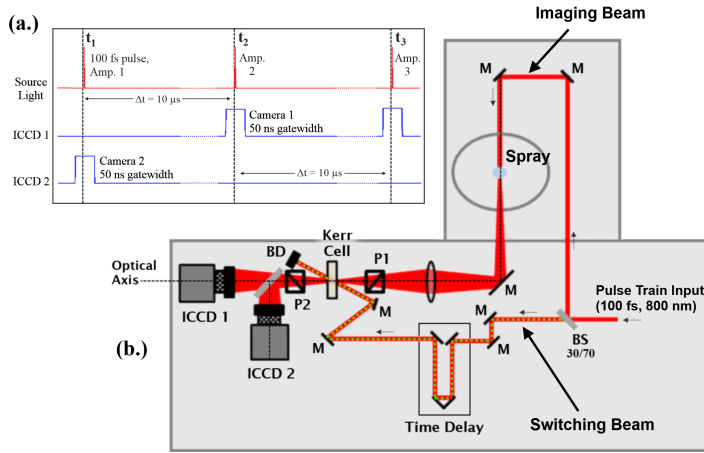 (a.)
t1
t2
t3
100 fs pulse,
Amp. 1
Amp.
2
Amp.
3
Source
Light
Δt = 10 µs
Camera 1
50 ns gatewidth
ICCD 1
Camera 2
50 ns gatewidth
Δt = 10 µs
ICCD 2
Imaging Beam
M
M
Spray
Kerr
Cell
BD
P1
Optical
Axis
P2
M
ICCD 1
M
Pulse Train Input
(100 fs, 800 nm)
M
BS
30/70
ICCD 2
M
M
(b.)
Time Delay
Switching Beam